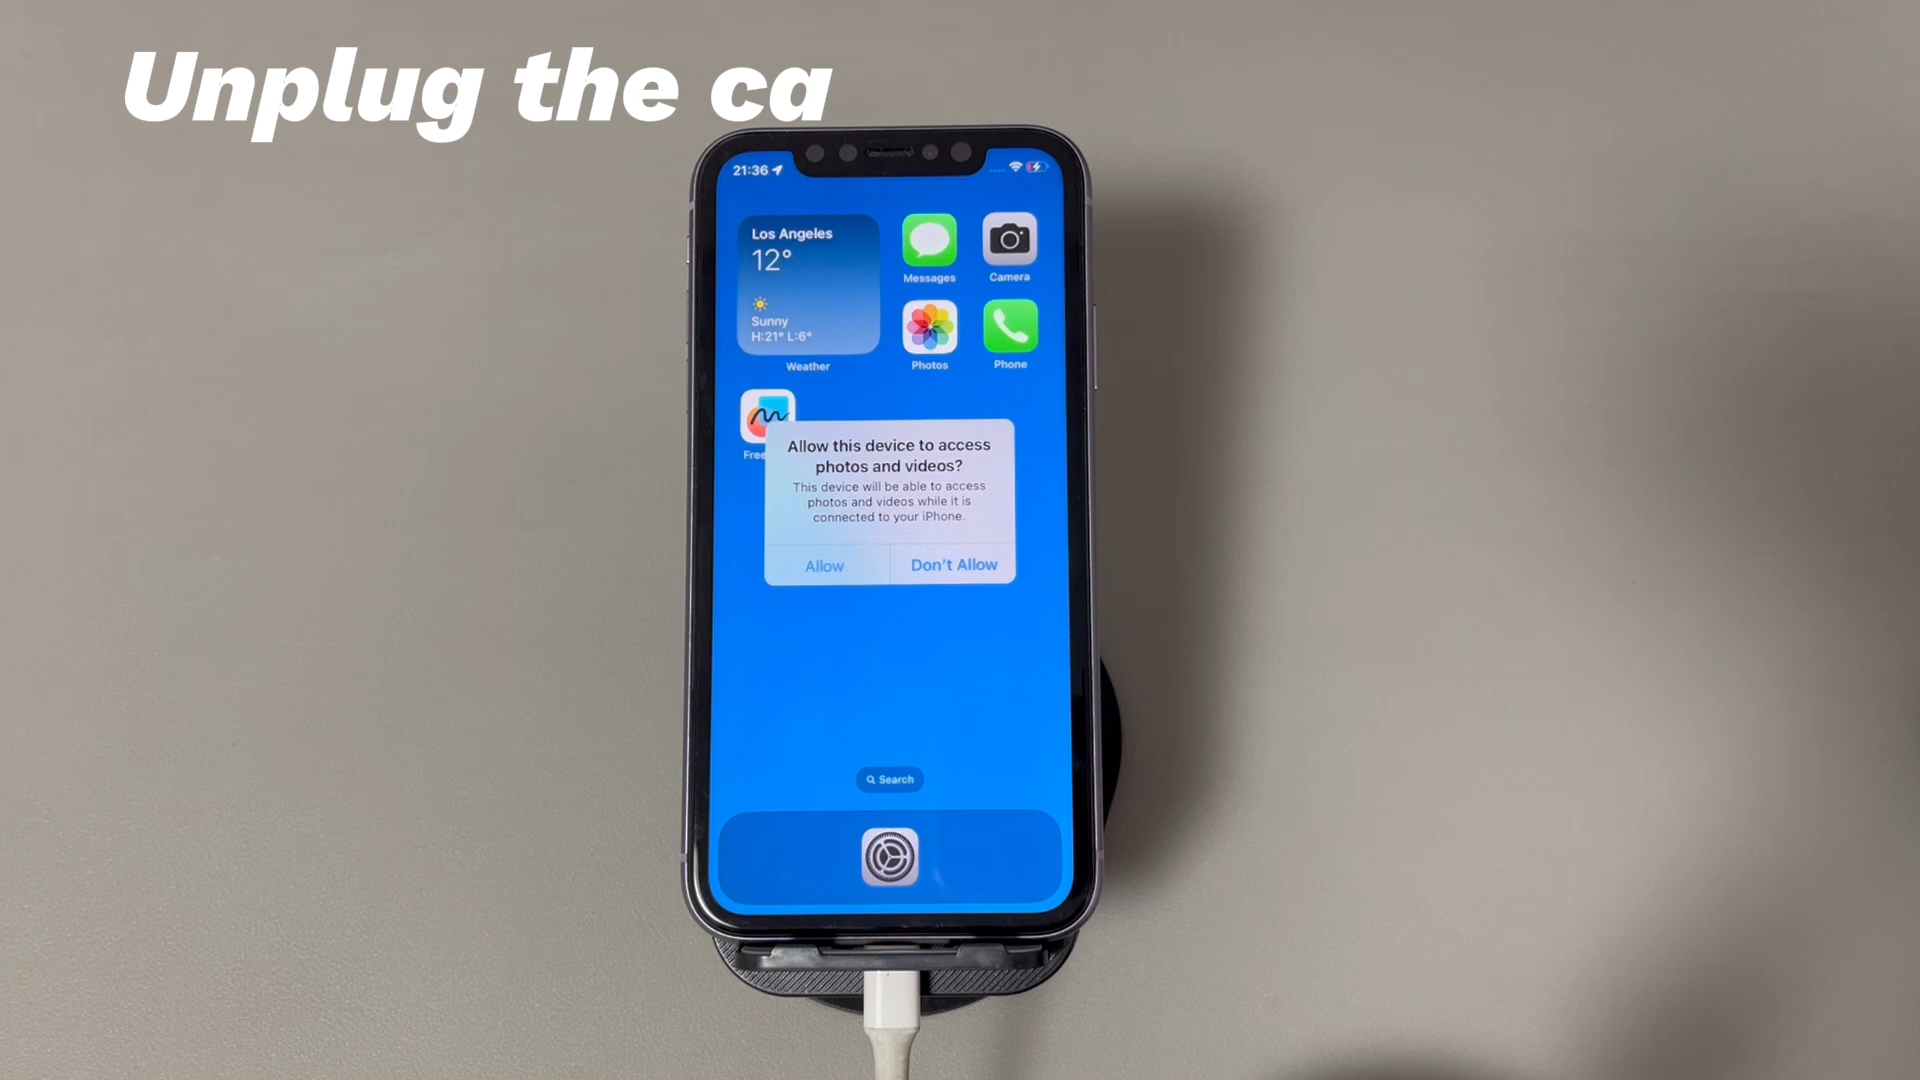 Unplug the ca
21:36
Los Angeles
12°
Sunny
H:21° L:6°
Weather
Messages
Camera
Photos
Phone
Free
Allow this device to access
photos and videos?
This device will be able to access
photos and videos while it is
connected to your iPhone.
Allow
Don't Allow
Search